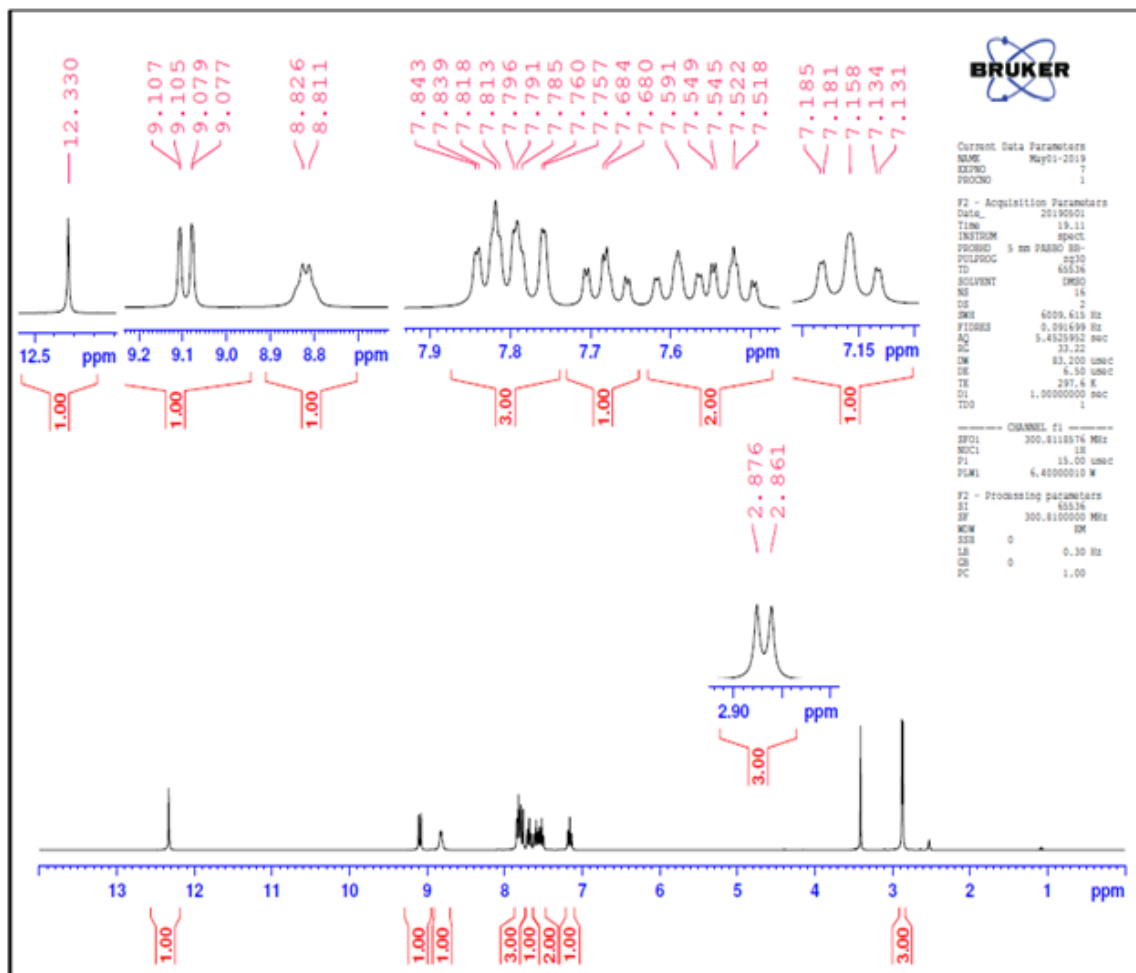 12.330
9.107
9.105
9.079
9.077
8.826
8.811
7.843
7.839
7.818
7.813
7.796
7.791
7.785
7.760
7.757
7.684
7.680
7.591
7.549
7.545
7.522
7.518
7.185
7.181
7.158
7.134
7.131
BRUKER
Current Data Parameters
NAME May01-2019
EXPNO 7
PROCNO 1
F2 - Acquisition Parameters
Date_ 20190501
Time 19.11
INSTRUM spect
PROBHD 5 mm PABBO BB-
PULPROG zg30
TD 65536
SOLVENT DMSO
NS 16
DS 2
SWH 6009.615 Hz
FIDRES 0.091699 Hz
AQ 5.4525952 sec
RG 33.22
DW 83.200 usec
DE 6.50 usec
TE 297.6 K
D1 1.00000000 sec
TD0 1
======== CHANNEL f1 ========
SFO1 300.8118576 MHz
NUC1 1H
P1 15.00 usec
PLW1 6.40000010 W
F2 - Processing parameters
SI 65536
SF 300.8100000 MHz
WDW EM
SSB 0
LB 0.30 Hz
GB 0
PC 1.00
12.5 ppm
9.2 9.1 9.0 8.9 8.8 ppm
7.9 7.8 7.7 7.6 ppm
7.15 ppm
1.00
1.00
1.00
3.00
1.00
2.00
1.00
2.876
2.861
2.90 ppm
3.00
13 12 11 10 9 8 7 6 5 4 3 2 1 ppm
1.00
1.00
1.00
3.00
1.00
2.00
1.00
3.00